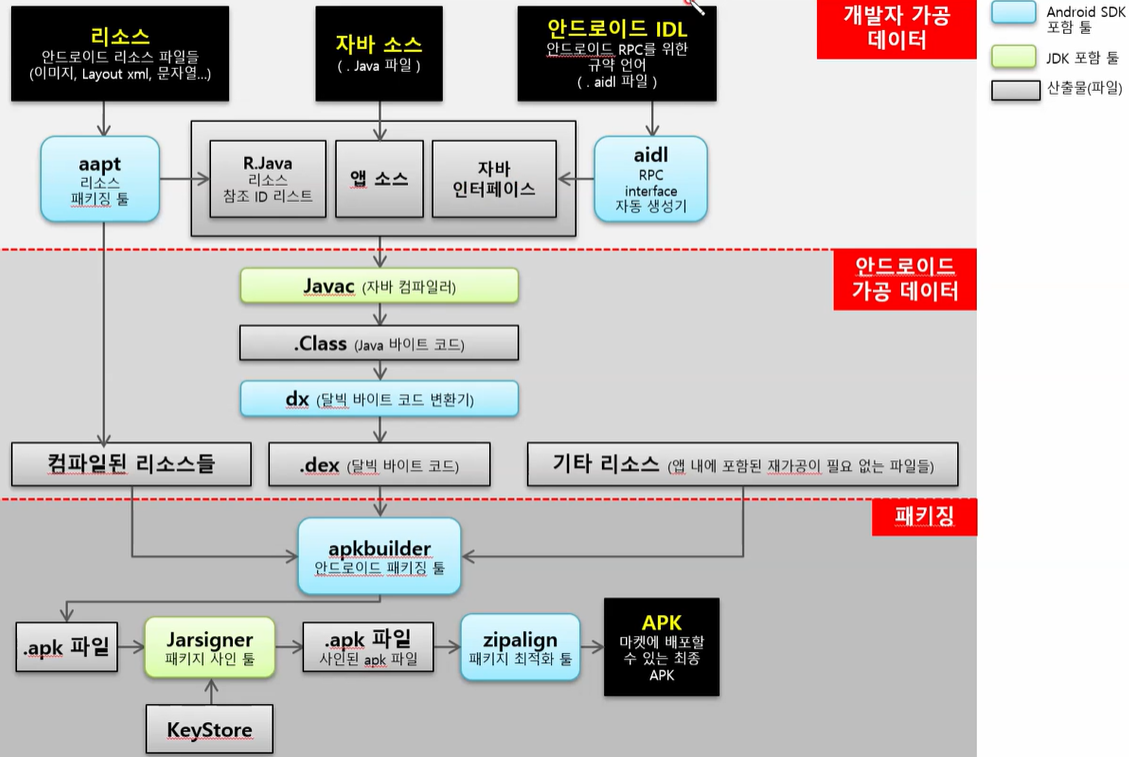 리소스
안드로이드 리소스 파일들
(이미지, Layout xml, 문자열...)
자바 소스
( . Java 파일 )
안드로이드 IDL
안드로이드 RPC를 위한
규약 언어
( . aidl 파일 )
개발자 가공
데이터
Android SDK
포함 툴
JDK 포함 툴
산출물(파일)
aapt
리소스
패키징 툴
R.Java
리소스
참조 ID 리스트
앱 소스
자바
인터페이스
aidl
RPC
interface
자동 생성기
안드로이드
가공 데이터
Javac (자바 컴파일러)
.Class (Java 바이트 코드)
dx (달빅 바이트 코드 변환기)
컴파일된 리소스들
.dex (달빅 바이트 코드)
기타 리소스 (앱 내에 포함된 재가공이 필요 없는 파일들)
패키징
apkbuilder
안드로이드 패키징 툴
.apk 파일
Jarsigner
패키지 사인 툴
.apk 파일
사인된 apk 파일
zipalign
패키지 최적화 툴
APK
마켓에 배포할
수 있는 최종
APK
KeyStore